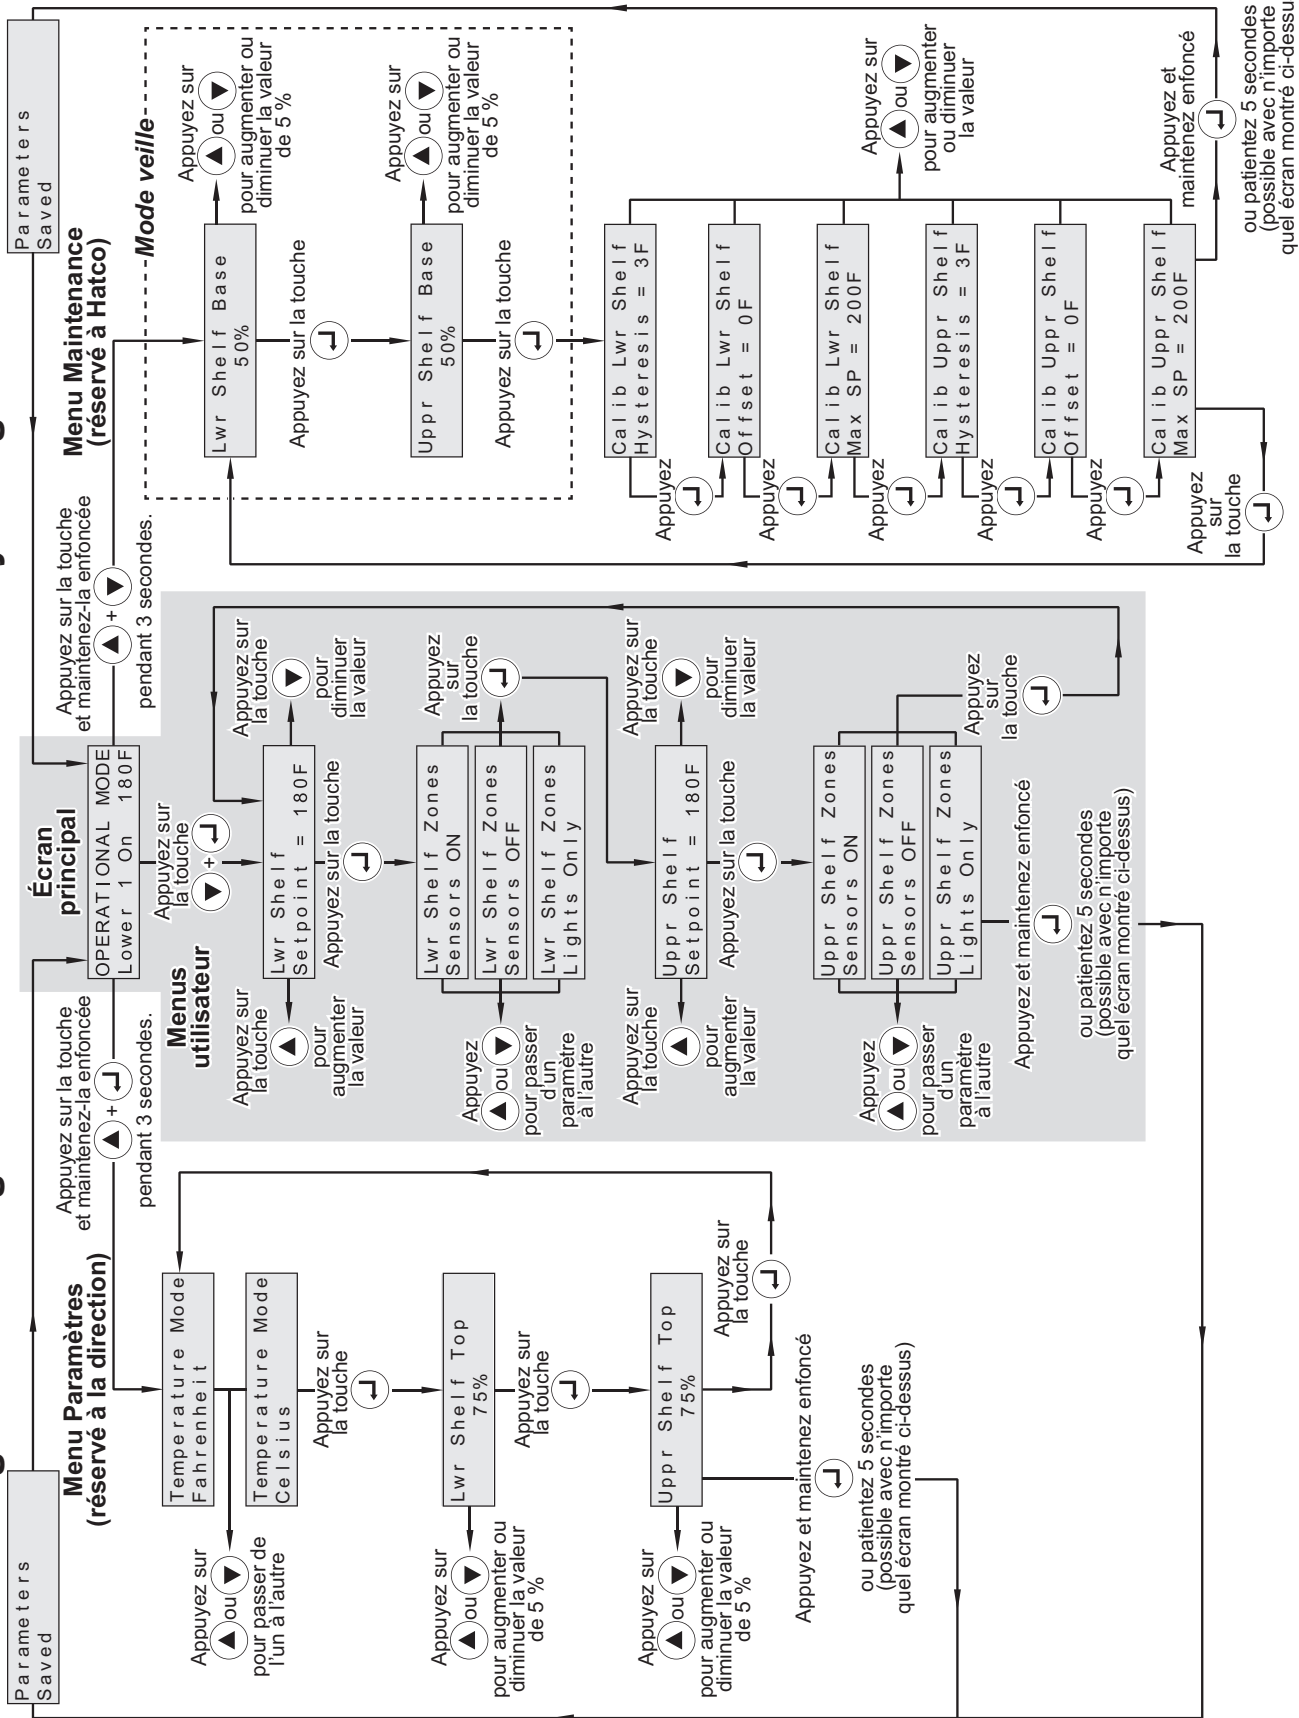 Parameters
Saved
Menu Paramètres
(réservé à la direction)
Appuyez sur la touche
et maintenez-la enfoncée
+
pendant 3 secondes.
Temperature Mode
Fahrenheit
Temperature Mode
Celsius
Appuyez sur
ou
pour passer de
l'un à l'autre
Appuyez sur
la touche
Lwr Shelf Top
75%
Appuyez sur
ou
pour augmenter ou
diminuer la valeur
de 5 %
Appuyez sur
la touche
Uppr Shelf Top
75%
Appuyez sur
ou
pour augmenter ou
diminuer la valeur
de 5 %
Appuyez sur
la touche
Appuyez et maintenez enfoncé
ou patientez 5 secondes
(possible avec n'importe
quel écran montré ci-dessus)
Écran
principal
OPERATIONAL MODE
Lower 1 On 180F
Appuyez sur
la touche
+
Menus
utilisateur
Lwr Shelf
Setpoint = 180F
Appuyez sur
la touche
pour
augmenter
la valeur
Appuyez sur
la touche
pour
diminuer
la valeur
Appuyez sur la touche
Lwr Shelf Zones
Sensors ON
Lwr Shelf Zones
Sensors OFF
Lwr Shelf Zones
Lights Only
Appuyez
ou
pour passer
d'un
paramètre
à l'autre
Appuyez
sur
la touche
Uppr Shelf
Setpoint = 180F
Appuyez sur
la touche
pour
augmenter
la valeur
Appuyez sur
la touche
pour
diminuer
la valeur
Appuyez sur la touche
Uppr Shelf Zones
Sensors ON
Uppr Shelf Zones
Sensors OFF
Uppr Shelf Zones
Lights Only
Appuyez
ou
pour passer
d'un
paramètre
à l'autre
Appuyez
sur
la touche
Appuyez et maintenez enfoncé
ou patientez 5 secondes
(possible avec n'importe
quel écran montré ci-dessus)
Parameters
Saved
Menu Maintenance
(réservé à Hatco)
Appuyez sur la touche
et maintenez-la enfoncée
+
pendant 3 secondes.
Mode veille
Lwr Shelf Base
50%
Appuyez sur
ou
pour augmenter ou
diminuer la valeur
de 5 %
Appuyez sur la touche
Uppr Shelf Base
50%
Appuyez sur
ou
pour augmenter ou
diminuer la valeur
de 5 %
Appuyez sur la touche
Calib Lwr Shelf
Hysteresis = 3F
Appuyez
Calib Lwr Shelf
Offset = 0F
Appuyez
Calib Lwr Shelf
Max SP = 200F
Appuyez
Calib Uppr Shelf
Hysteresis = 3F
Appuyez
Calib Uppr Shelf
Offset = 0F
Appuyez
Calib Uppr Shelf
Max SP = 200F
Appuyez sur
ou
pour augmenter
ou diminuer
la valeur
Appuyez
sur
la touche
Appuyez et
maintenez enfoncé
ou patientez 5 secondes
(possible avec n'importe
quel écran montré